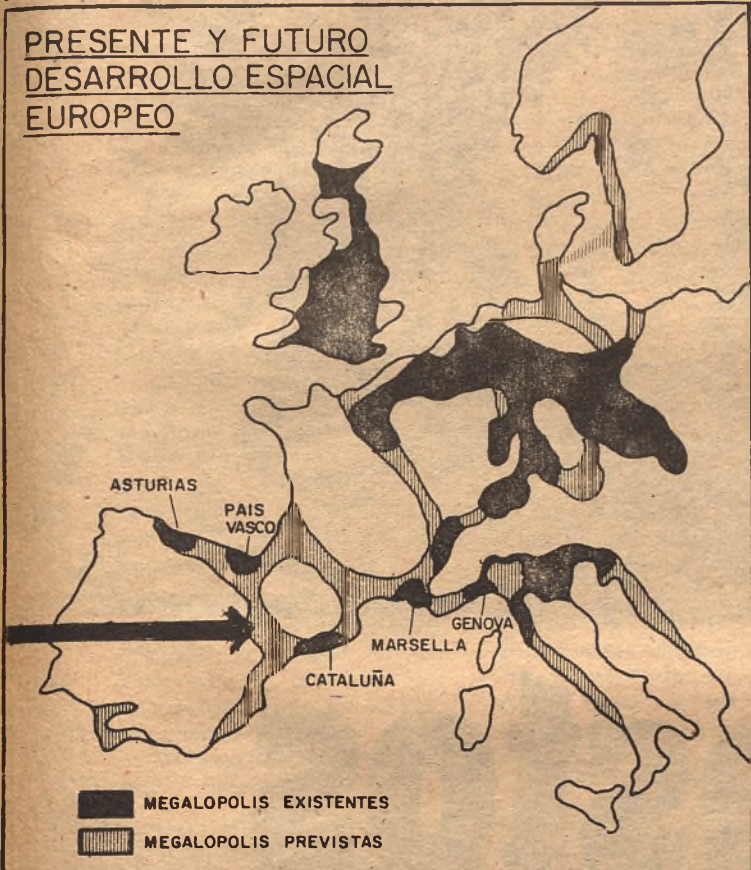 PRESENTE Y FUTURO
DESARROLLO ESPACIAL
EUROPEO
ASTURIAS
PAIS
VASCO
GENOVA
MARSELLA
CATALUÑA
MEGALOPOLIS EXISTENTES
MEGALOPOLIS PREVISTAS